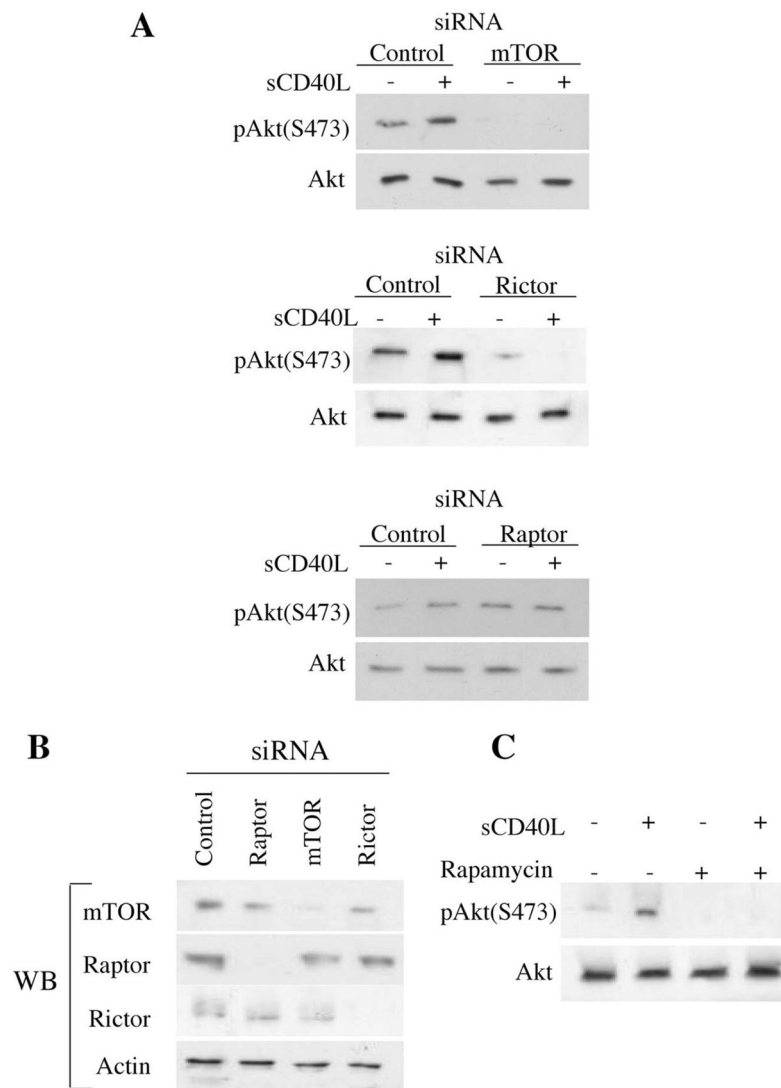 A
siRNA
Control mTOR
sCD40L - + - +
pAkt(S473)
Akt
siRNA
Control Rictor
sCD40L - + - +
pAkt(S473)
Akt
siRNA
Control Raptor
sCD40L - + - +
pAkt(S473)
Akt
B
siRNA
Control Raptor mTOR Rictor
WB
mTOR
Raptor
Rictor
Actin
C
sCD40L - + - +
Rapamycin - - + +
pAkt(S473)
Akt